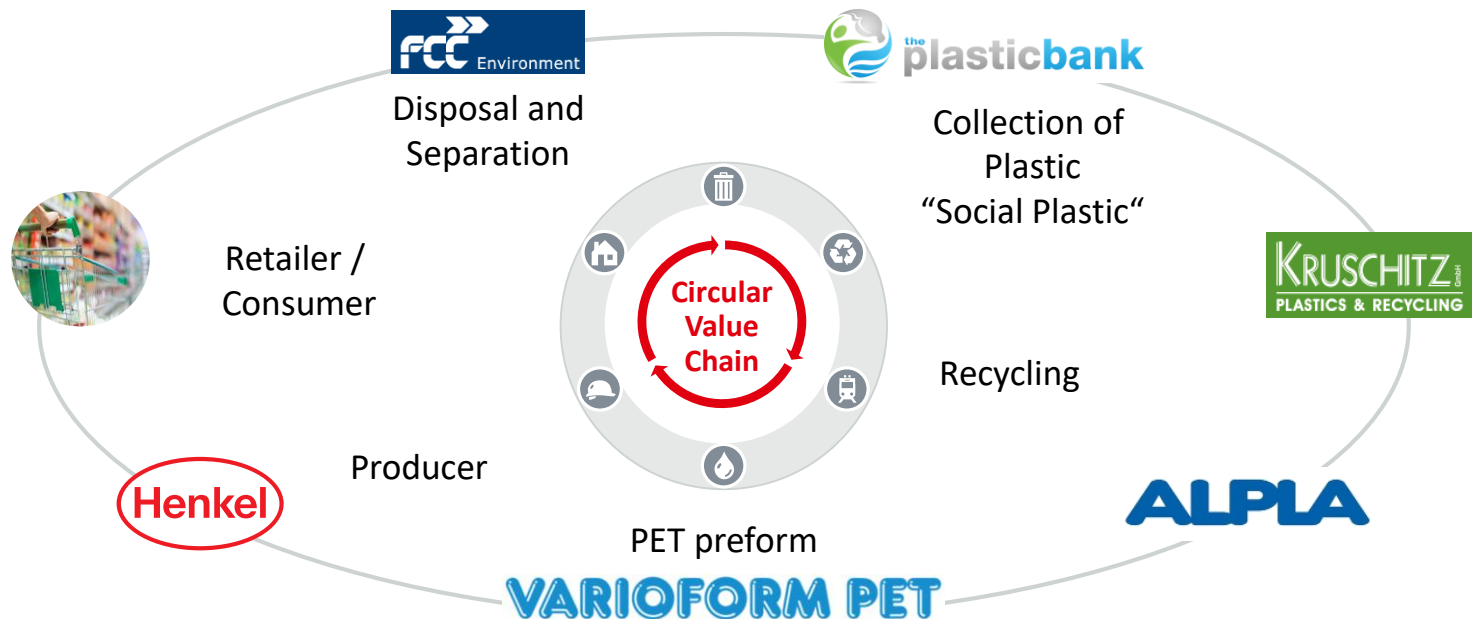 FCC
Environment
the plasticbank
Disposal and
Separation
Collection of
Plastic
“Social Plastic“
Retailer /
Consumer
Circular
Value
Chain
KRUSCHITZ GmbH
PLASTICS & RECYCLING
Recycling
Producer
Henkel
ALPLA
PET preform
VARIOFORM PET